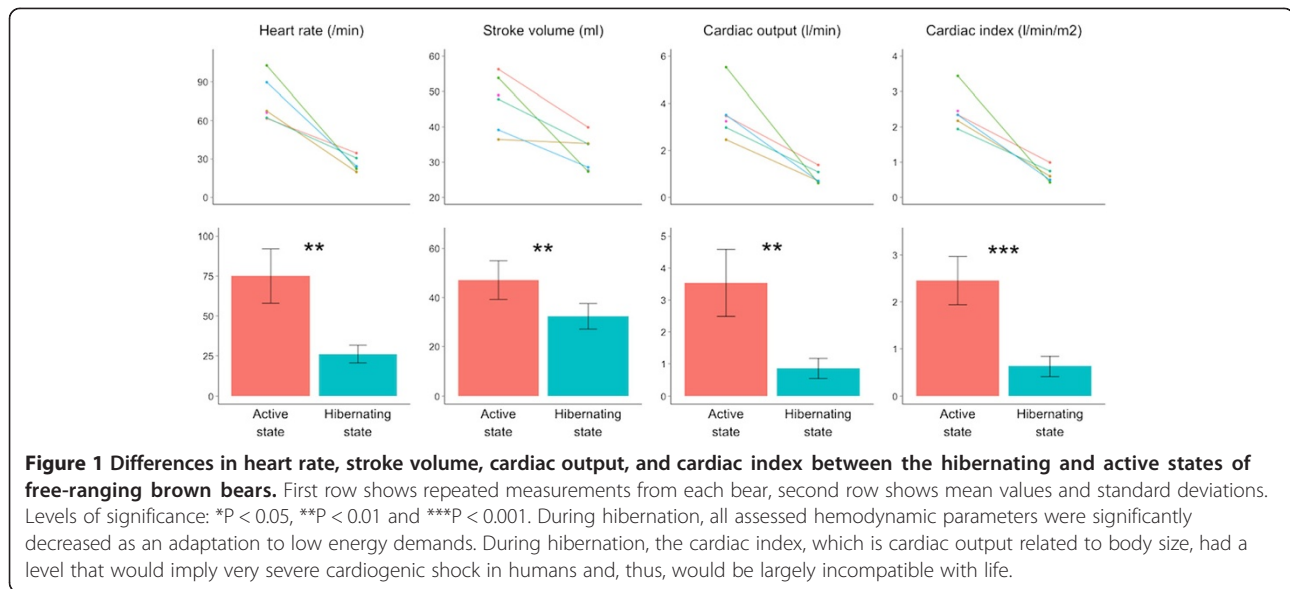 Heart rate (/min) Stroke volume (ml) Cardiac output (l/min) Cardiac index (l/min/m2)
90 60 6 4
60 50 4 3
30 40 2 2
0 30 0 1
20 0
** ** ** ***
100 60 5 3
75 40 4 2
50 20 3 1
25 0 2 0
0 1
0
Active Hibernating Active Hibernating Active Hibernating Active Hibernating
state state state state state state state state
Figure 1 Differences in heart rate, stroke volume, cardiac output, and cardiac index between the hibernating and active states of
free-ranging brown bears. First row shows repeated measurements from each bear, second row shows mean values and standard deviations.
Levels of significance: *P < 0.05, **P < 0.01 and ***P < 0.001. During hibernation, all assessed hemodynamic parameters were significantly
decreased as an adaptation to low energy demands. During hibernation, the cardiac index, which is cardiac output related to body size, had a
level that would imply very severe cardiogenic shock in humans and, thus, would be largely incompatible with life.